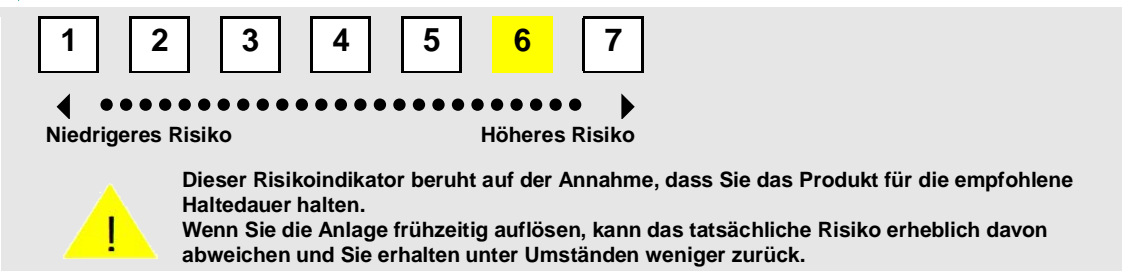 1 2 3 4 5 6 7
Niedrigeres Risiko Höheres Risiko
Dieser Risikoindikator beruht auf der Annahme, dass Sie das Produkt für die empfohlene
Haltedauer halten.
Wenn Sie die Anlage frühzeitig auflösen, kann das tatsächliche Risiko erheblich davon
abweichen und Sie erhalten unter Umständen weniger zurück.
!